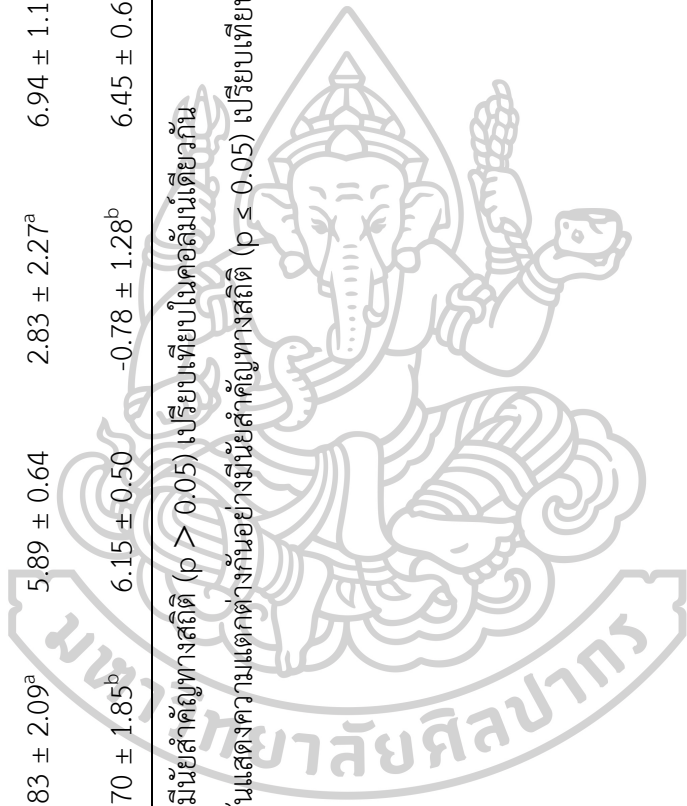 83 ± 2.09ᵃ 5.89 ± 0.64 2.83 ± 2.27ᵃ 6.94 ± 1.1
70 ± 1.85ᵇ 6.15 ± 0.50 -0.78 ± 1.28ᵇ 6.45 ± 0.6
มีนัยสำคัญทางสถิติ (p > 0.05) เปรียบเทียบในคอลัมน์เดียวกัน
นแสดงความแตกต่างกันอย่างมีนัยสำคัญทางสถิติ (p ≤ 0.05) เปรียบเทีย
มหาวิทยาลัยศิลปากร